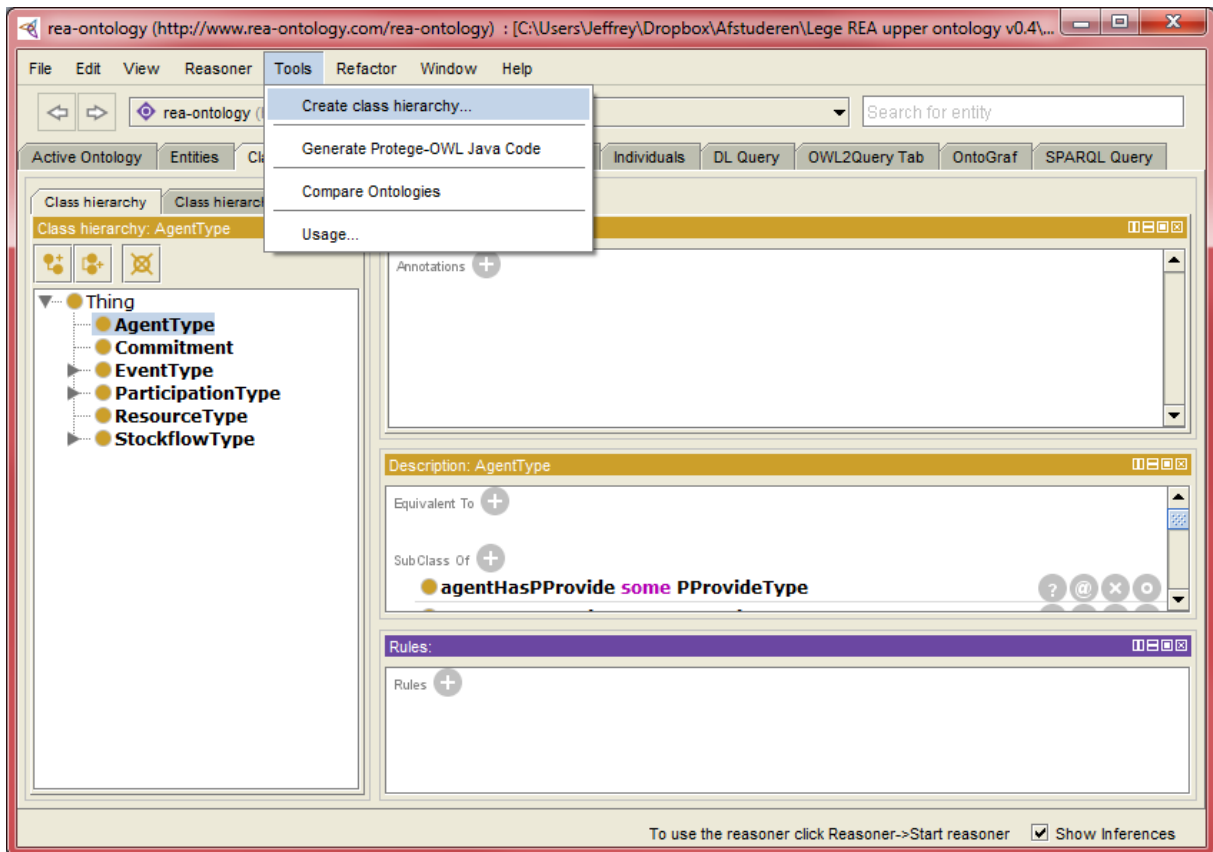 rea-ontology (http://www.rea-ontology.com/rea-ontology) : [C:\Users\Jeffrey\Dropbox\Afstuderen\Lege REA upper ontology v0.4\...
File Edit View Reasoner Tools Refactor Window Help
rea-ontology
Search for entity
Create class hierarchy...
Generate Protege-OWL Java Code
Compare Ontologies
Usage...
Active Ontology Entities Individuals DL Query OWL2Query Tab OntoGraf SPARQL Query
Class hierarchy Class
Class hierarchy: AgentType
Annotations
Thing
AgentType
Commitment
EventType
ParticipationType
ResourceType
StockflowType
Description: AgentType
Equivalent To
SubClass Of
agentHasPProvide some PProvideType
Rules:
Rules
To use the reasoner click Reasoner->Start reasoner Show Inferences